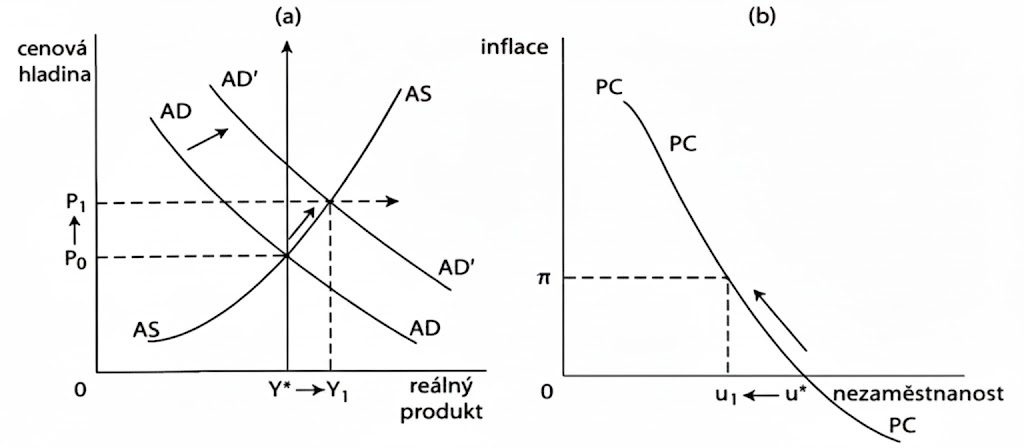 (a)
cenová
hladina
AD′
AD
AS
P₁
P₀
AD′
AS
AD
0
Y*
Y₁
reálný
produkt
(b)
inflace
PC
PC
π
0
u₁
u*
nezaměstnanost
PC